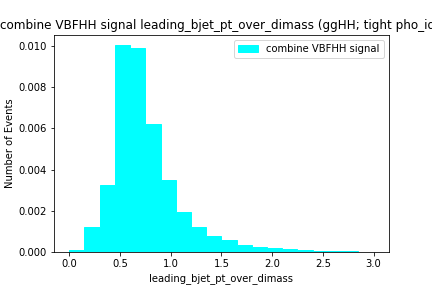 combine VBFHH signal leading_bjet_pt_over_dimass (ggHH; tight
combine VBFHH signal
0.010
0.008
0.006
0.004
0.002
0.000
Number of Events
0.0 0.5 1.0 1.5 2.0 2.5 3.0
leading_bjet_pt_over_dimass